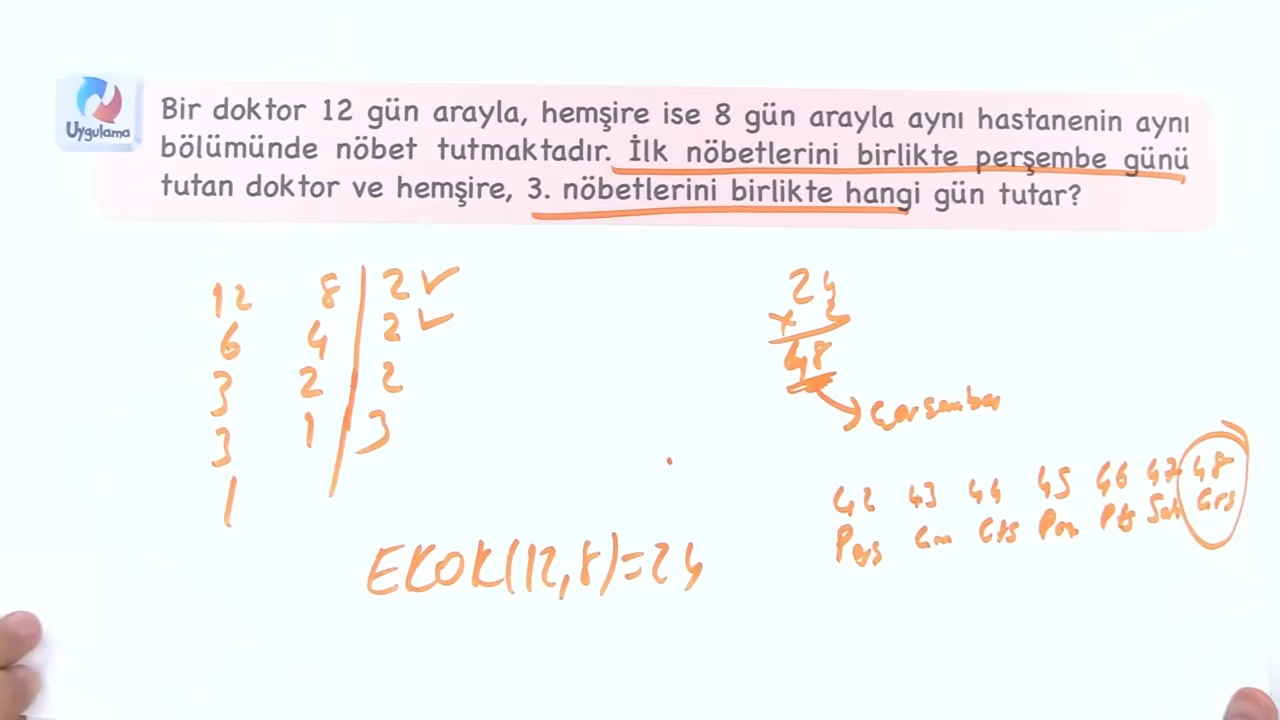 Uygulama
Bir doktor 12 gün arayla, hemşire ise 8 gün arayla aynı hastanenin aynı
bölümünde nöbet tutmaktadır. İlk nöbetlerini birlikte perşembe günü
tutan doktor ve hemşire, 3. nöbetlerini birlikte hangi gün tutar?
12 8 2
6 4 2
3 2 2
3 1 3
1
EKOK(12,8)=24
24
x 2
48
Çarşamba
42 43 44 45 46 47 48
Perş Cm Cts Paz Pts Salı Çrş